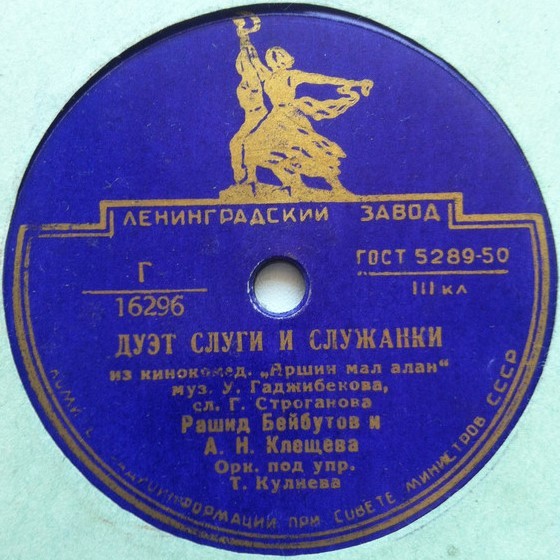 ЛЕНИНГРАДСКИЙ ЗАВОД
Г
16296
ГОСТ 5289-50
III кл
ДУЭТ СЛУГИ И СЛУЖАНКИ
из кинокомед. „Аршин мал алан“
муз. У. Гаджибекова,
сл. Г. Строганова
Рашид Бейбутов и
А. Н. Клещева
Орк. под упр.
Т. Кулиева
РАДИОИНФОРМАЦИИ ПРИ СОВЕТЕ МИНИСТРОВ СССР